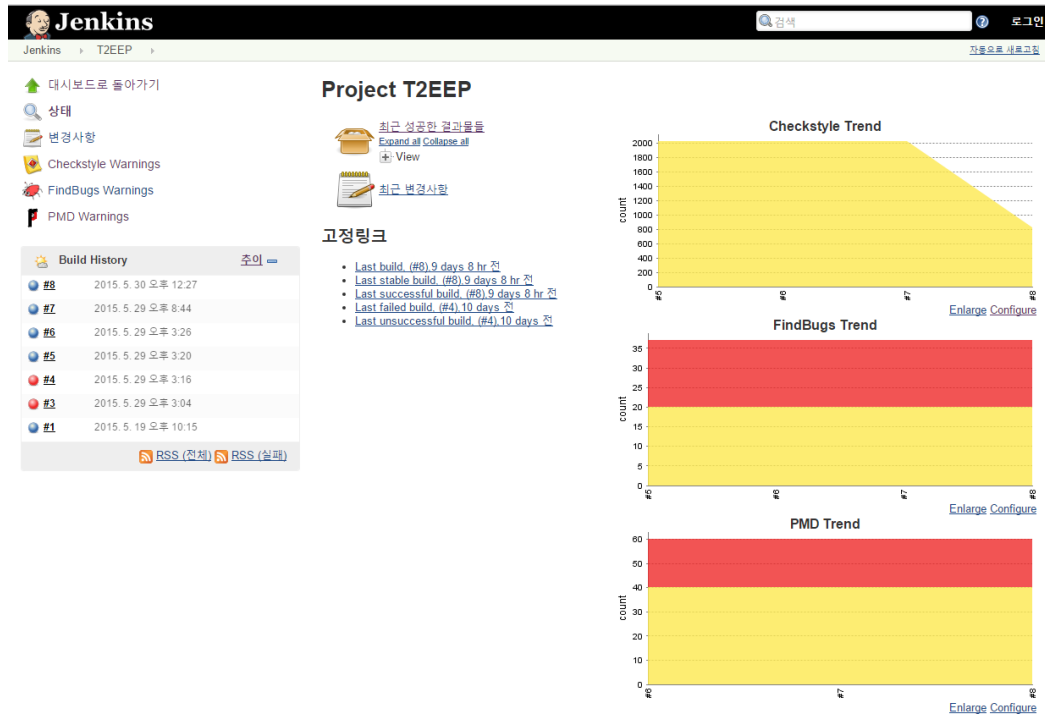 Jenkins
검색
로그인
Jenkins T2EEP
자동으로 새로고침
대시보드로 돌아가기
상태
변경사항
Checkstyle Warnings
FindBugs Warnings
PMD Warnings
Build History 추이
#8 2015. 5. 30 오후 12:27
#7 2015. 5. 29 오후 8:44
#6 2015. 5. 29 오후 3:26
#5 2015. 5. 29 오후 3:20
#4 2015. 5. 29 오후 3:16
#3 2015. 5. 29 오후 3:04
#1 2015. 5. 19 오후 10:15
RSS (전체) RSS (실패)
Project T2EEP
최근 성공한 결과물들
Expand all Collapse all
View
최근 변경사항
고정링크
Last build, (#8),9 days 8 hr 전
Last stable build, (#8),9 days 8 hr 전
Last successful build, (#8),9 days 8 hr 전
Last failed build, (#4),10 days 전
Last unsuccessful build, (#4),10 days 전
Checkstyle Trend
2000
1800
1600
1400
1200
1000
800
600
400
200
0
count
#5 #6 #7 #8
Enlarge Configure
FindBugs Trend
35
30
25
20
15
10
5
0
count
#5 #6 #7 #8
Enlarge Configure
PMD Trend
60
50
40
30
20
10
0
count
#6 #7 #8
Enlarge Configure